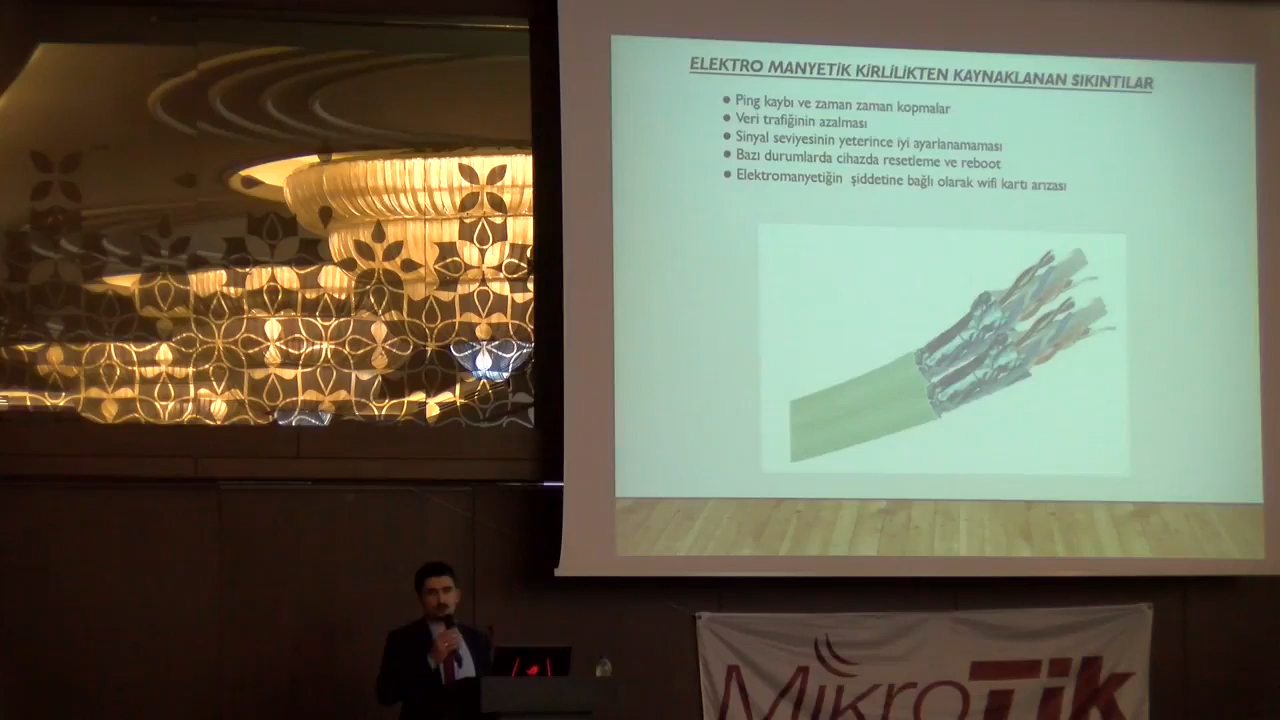 ELEKTRO MANYETİK KİRLİLİKTEN KAYNAKLANAN SIKINTILAR
• Ping kaybı ve zaman zaman kopmalar
• Veri trafiğinin azalması
• Sinyal seviyesinin yeterince iyi ayarlanamaması
• Bazı durumlarda cihazda resetleme ve reboot
• Elektromanyetiğin şiddetine bağlı olarak wifi kartı arızası
MikroTik